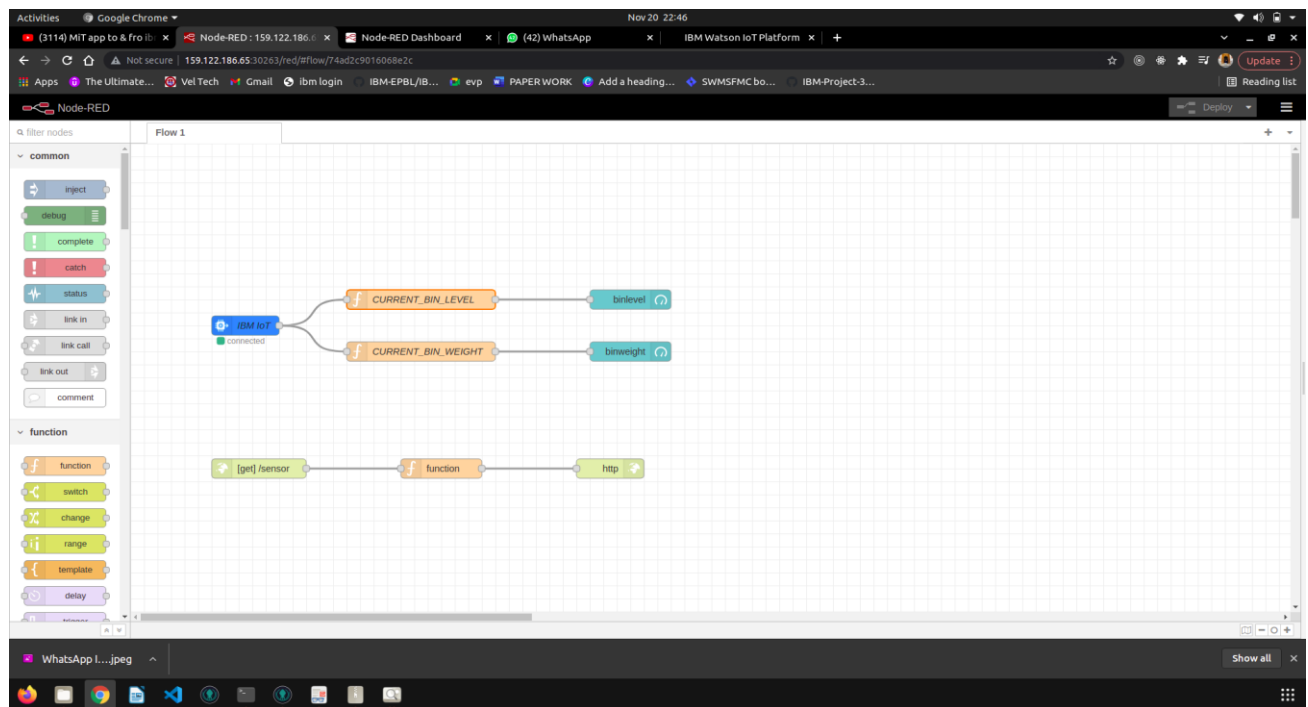 Activities Google Chrome Nov 20 22:46
(3114) MiT app to & fro ib Node-RED : 159.122.186.6 Node-RED Dashboard (42) WhatsApp IBM Watson IoT Platform
Not secure | 159.122.186.65:30263/red/#flow/74ad2c9016068e2c Update
Apps The Ultimate... Vel Tech Gmail ibm login IBM-EPBL/IB... evp PAPER WORK Add a heading... SWMSFMC bo... IBM-Project-3... Reading list
Node-RED Deploy
filter nodes Flow 1
common
inject
debug
complete
catch
status
link in
link call
link out
comment
function
function
switch
change
range
template
delay
CURRENT_BIN_LEVEL binlevel
IBM IoT
connected
CURRENT_BIN_WEIGHT binweight
[get] /sensor function http
WhatsApp I....jpeg Show all